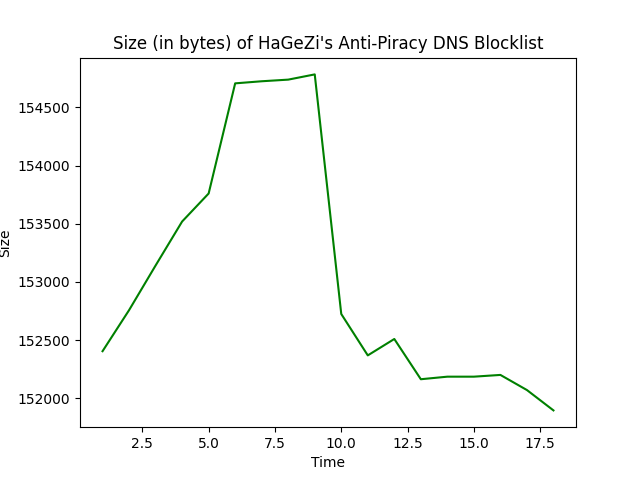 Size (in bytes) of HaGeZi's Anti-Piracy DNS Blocklist
154500
154000
153500
153000
152500
152000
Size
2.5 5.0 7.5 10.0 12.5 15.0 17.5
Time